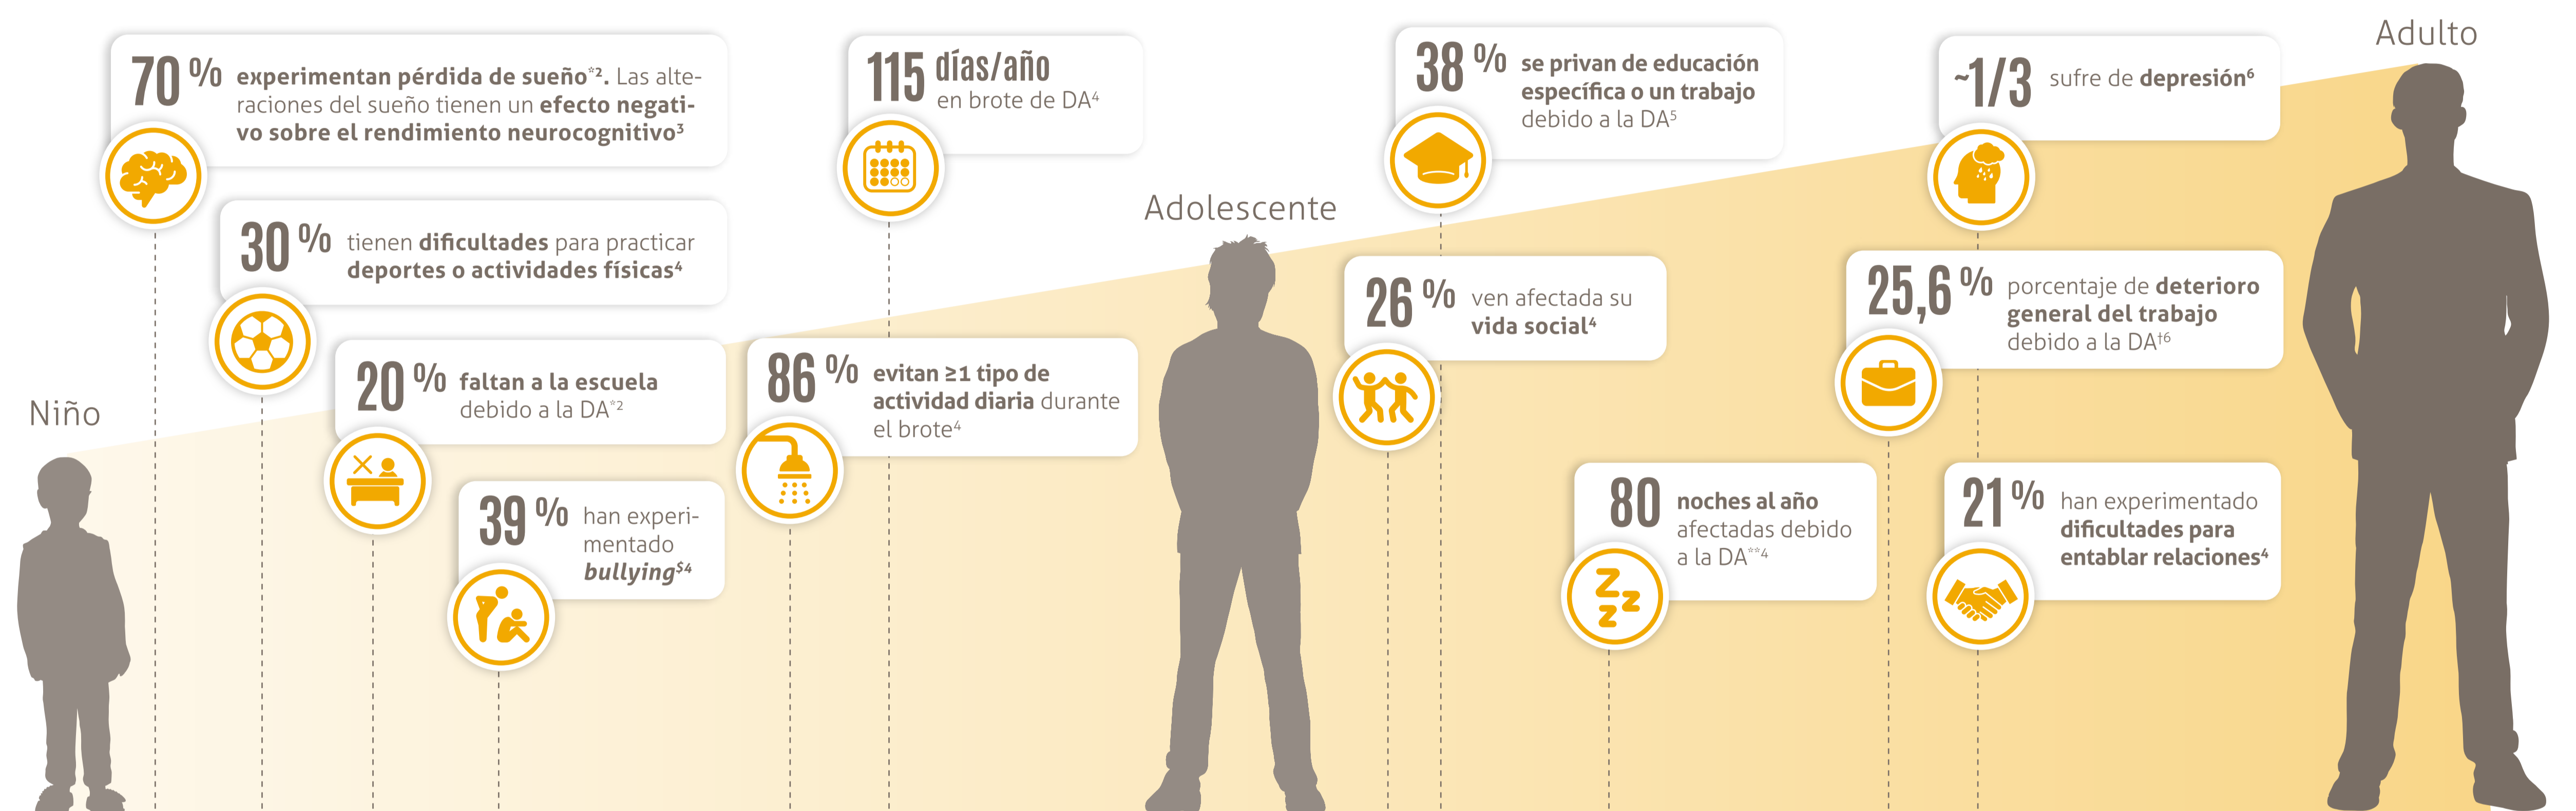 Niño
70 % experimentan pérdida de sueño*2. Las alte-
raciones del sueño tienen un efecto negati-
vo sobre el rendimiento neurocognitivo3
30 % tienen dificultades para practicar
deportes o actividades físicas4
20 % faltan a la escuela
debido a la DA*2
39 % han experi-
mentado
bullying$4
115 días/año
en brote de DA4
86 % evitan ≥1 tipo de
actividad diaria durante
el brote4
Adolescente
38 % se privan de educación
específica o un trabajo
debido a la DA5
26 % ven afectada su
vida social4
80 noches al año
afectadas debido
a la DA**4
~1/3 sufre de depresión6
25,6 % porcentaje de deterioro
general del trabajo
debido a la DA†6
21 % han experimentado
dificultades para
entablar relaciones4
Adulto